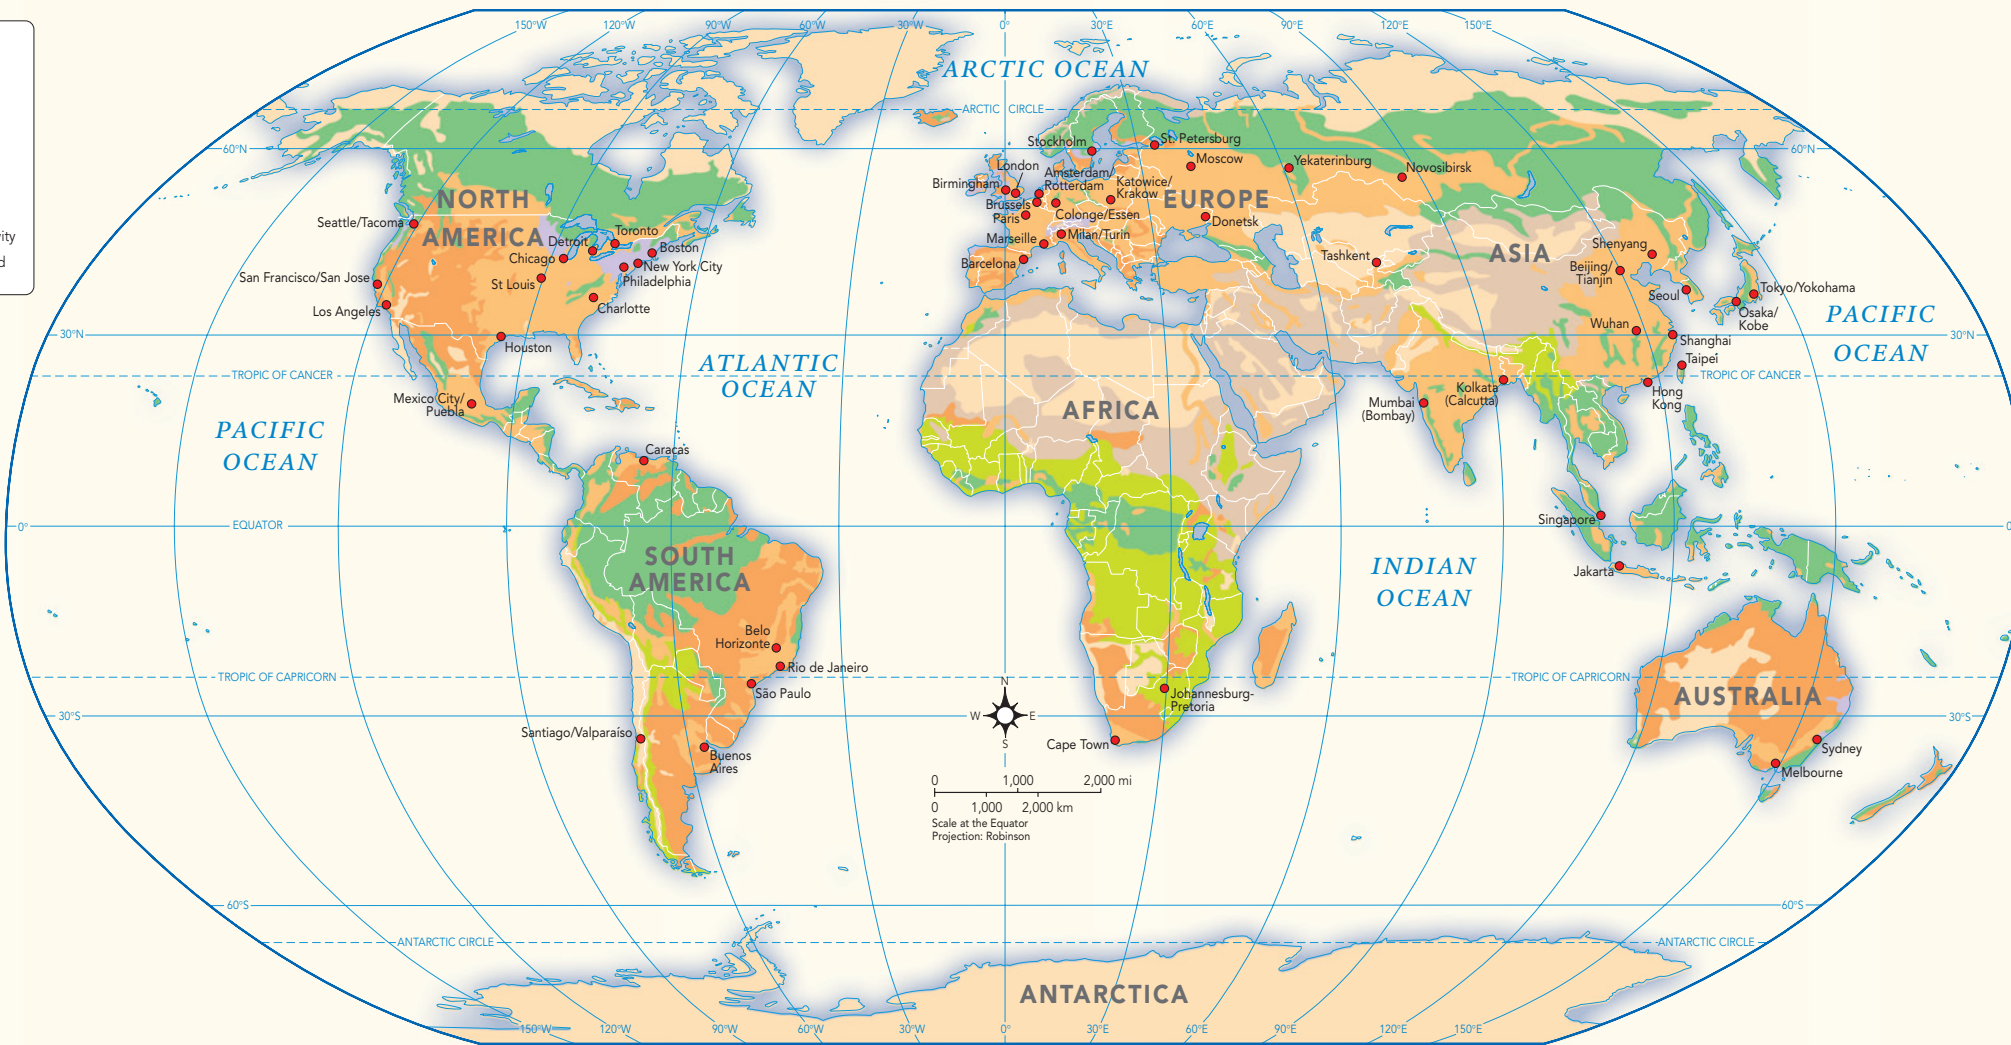 150°W 120°W 90°W 60°W 30°W 0° 30°E 60°E 90°E 120°E 150°E
ARCTIC OCEAN
ARCTIC CIRCLE
60°N
60°N
NORTH
AMERICA
Seattle/Tacoma
San Francisco/San Jose
Los Angeles
Houston
Mexico City/
Puebla
St Louis
Chicago
Detroit
Toronto
Boston
New York City
Philadelphia
Charlotte
Stockholm
St. Petersburg
Moscow
London
Birmingham
Amsterdam/
Rotterdam
Brussels
Paris
Katowice/
Krakow
Colonge/Essen
Marseille
Milan/Turin
Barcelona
EUROPE
Donetsk
Yekaterinburg
Novosibirsk
Tashkent
ASIA
Shenyang
Beijing/
Tianjin
Seoul
Tokyo/Yokohama
Osaka/
Kobe
Wuhan
Shanghai
Taipei
Hong
Kong
Kolkata
(Calcutta)
Mumbai
(Bombay)
PACIFIC
OCEAN
30°N
30°N
ATLANTIC
OCEAN
TROPIC OF CANCER
TROPIC OF CANCER
AFRICA
PACIFIC
OCEAN
Caracas
0°
EQUATOR
0
Singapore
Jakarta
SOUTH
AMERICA
INDIAN
OCEAN
Belo
Horizonte
Rio de Janeiro
São Paulo
TROPIC OF CAPRICORN
TROPIC OF CAPRICORN
Johannesburg-
Pretoria
AUSTRALIA
30°S
30°S
N
W E
S
Santiago/Valparaíso
Buenos
Aires
Cape Town
Sydney
Melbourne
0 1,000 2,000 mi
0 1,000 2,000 km
Scale at the Equator
Projection: Robinson
60°S
60°S
ANTARCTIC CIRCLE
ANTARCTIC CIRCLE
ANTARCTICA
150°W 120°W 90°W 60°W 30°W 0° 30°E 60°E 90°E 120°E 150°E